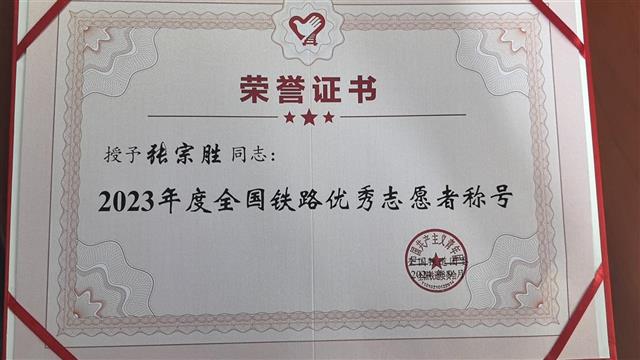 荣誉证书
授予张宗胜同志：
2023年度全国铁路优秀志愿者称号